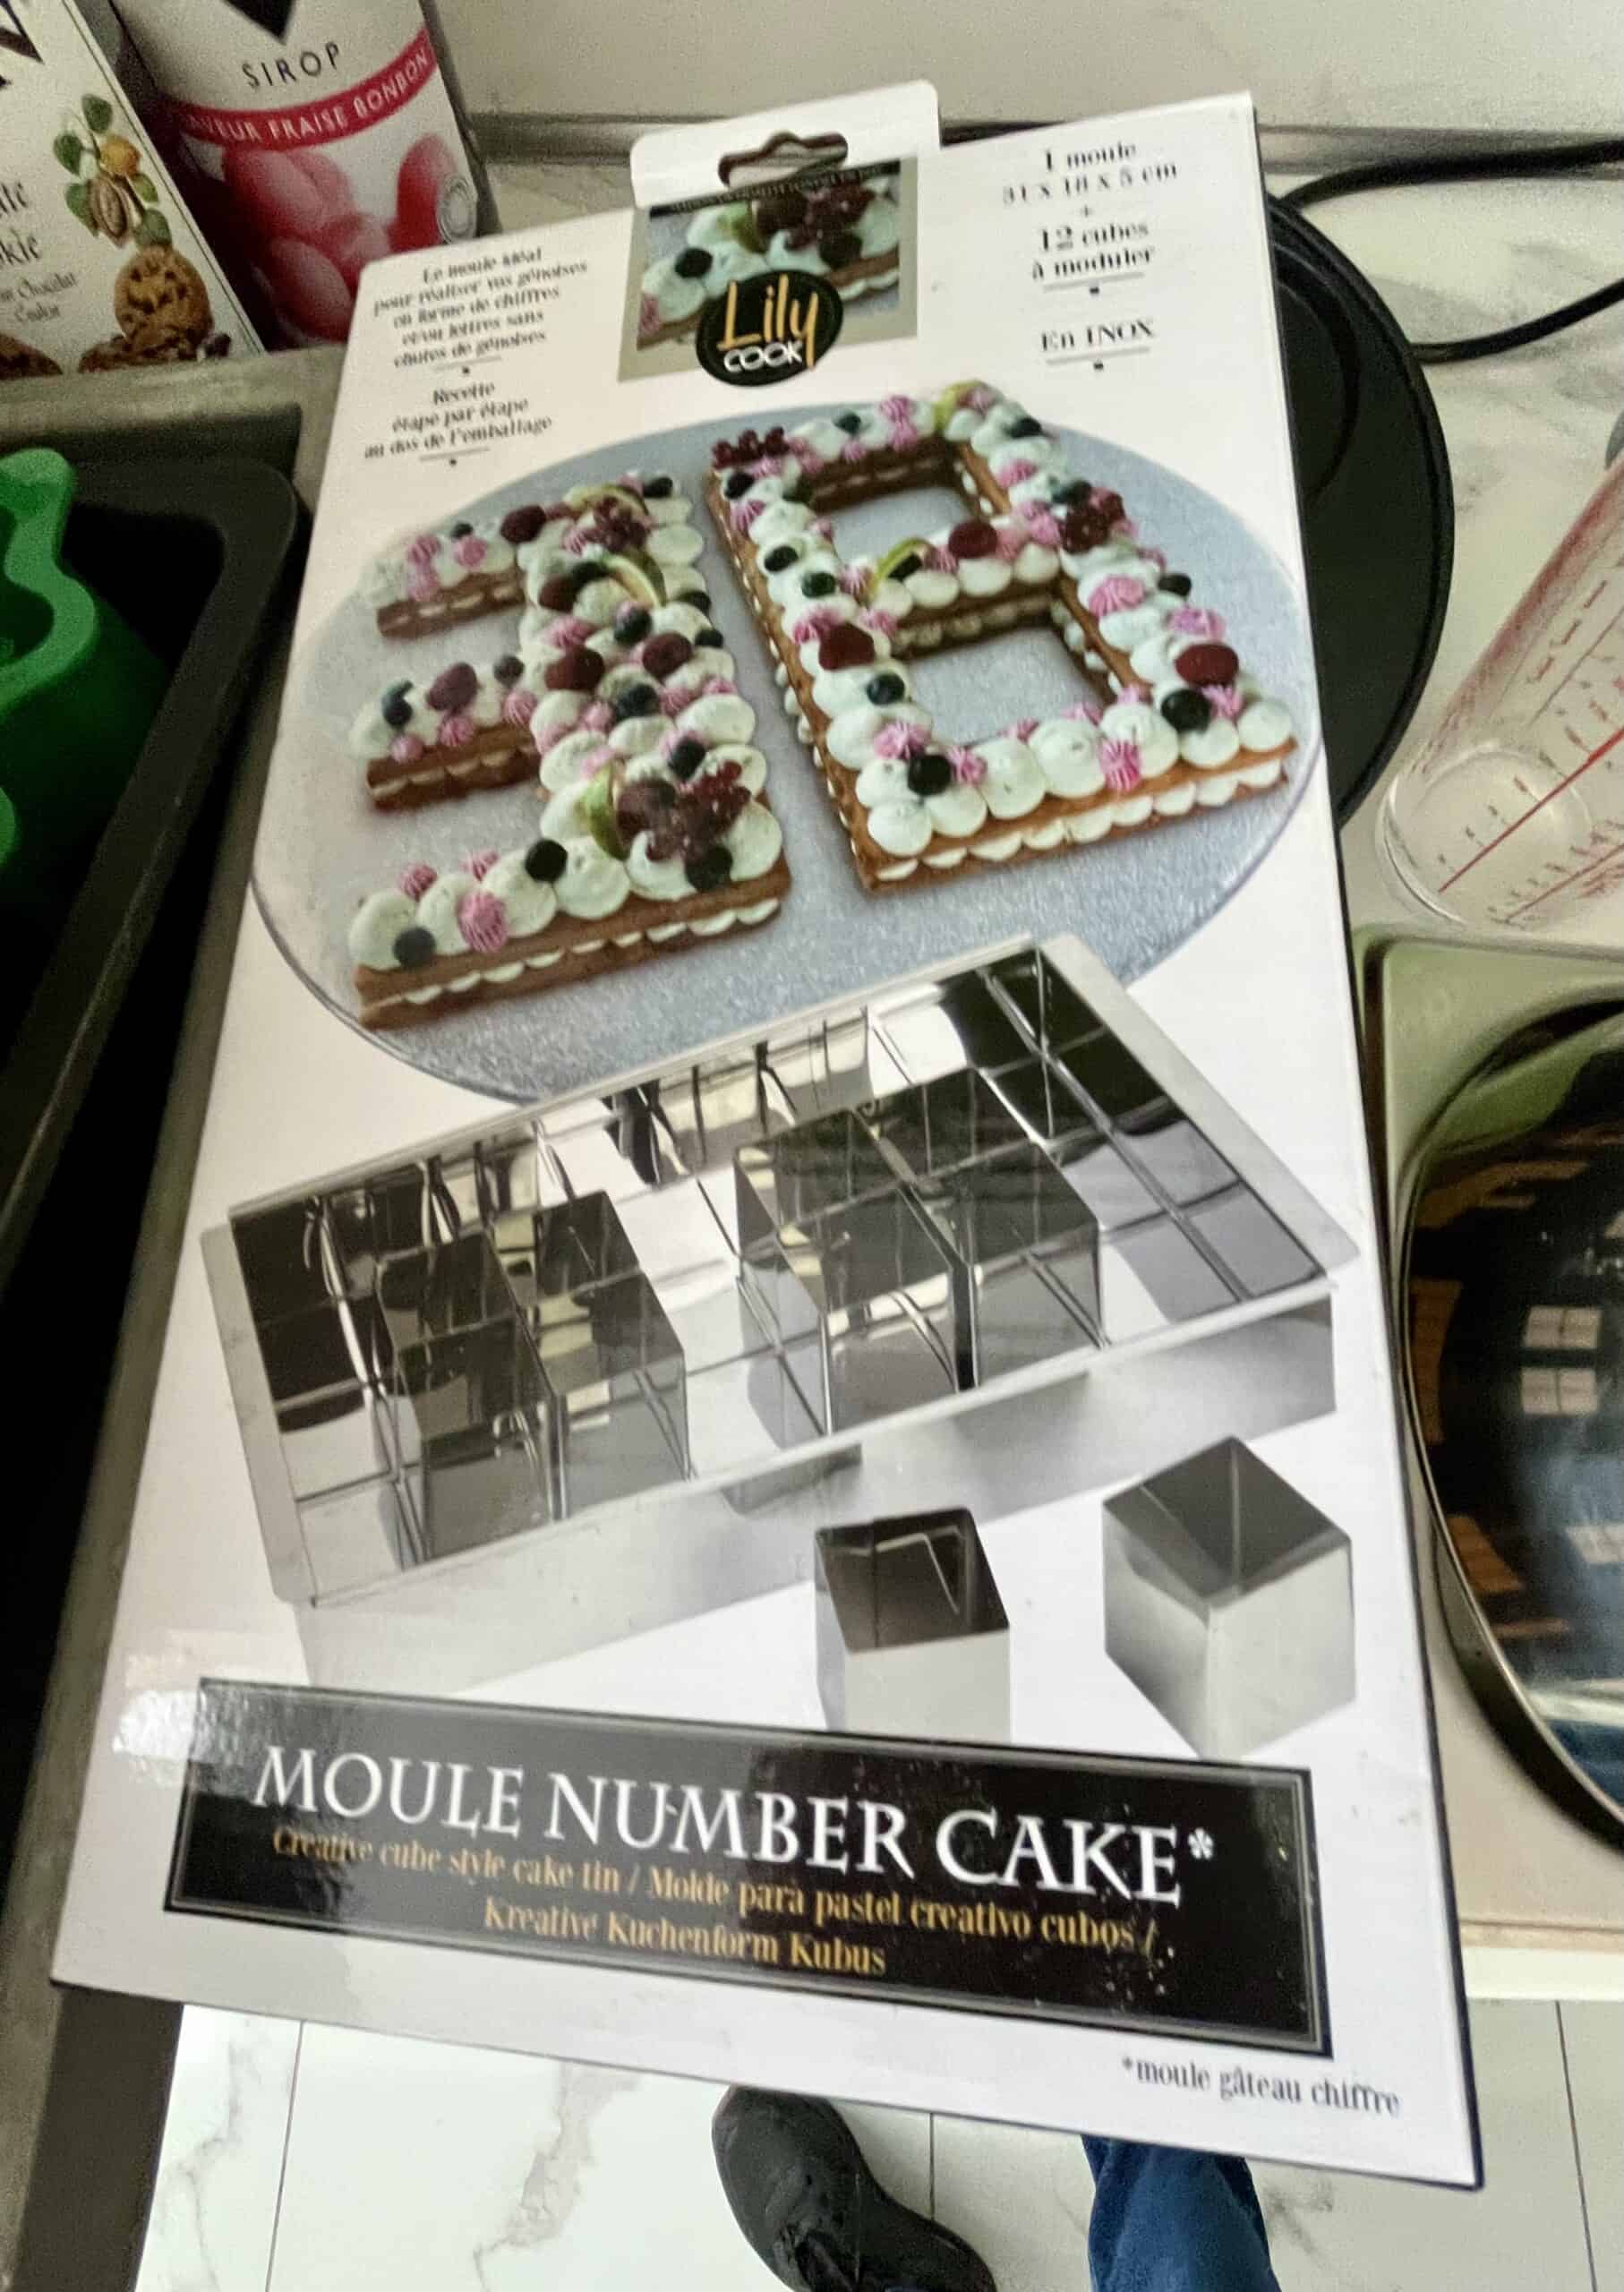 SIROP
SAVEUR FRAISE BONBON
Le moule idéal
pour réaliser vos génoises
en forme de chiffres
et/ou lettres sans
chutes de génoises
Recette
étape par étape
au dos de l'emballage
Lily
COOK
1 moule
31 x 18 x 5 cm
+
12 cubes
à moduler
En INOX
MOULE NUMBER CAKE*
Creative cube style cake tin / Molde para pastel creativo cubos /
Kreative Kuchenform Kubus
*moule gâteau chiffre